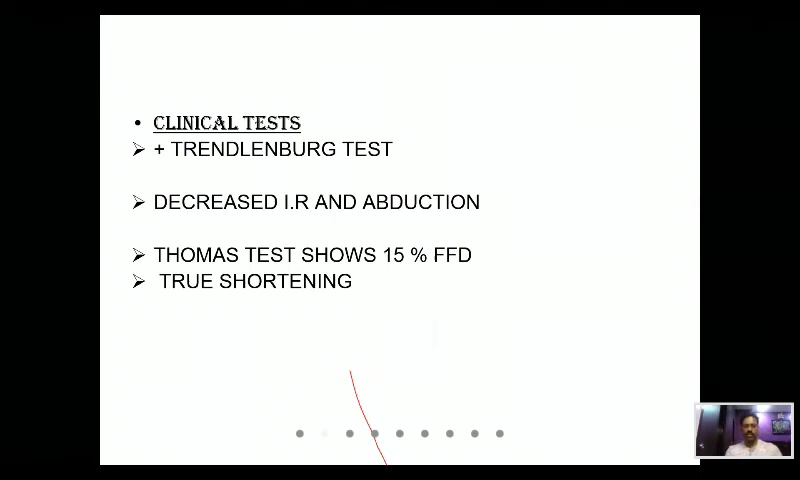 • CLINICAL TESTS
➢ + TRENDLENBURG TEST
➢ DECREASED I.R AND ABDUCTION
➢ THOMAS TEST SHOWS 15 % FFD
➢ TRUE SHORTENING